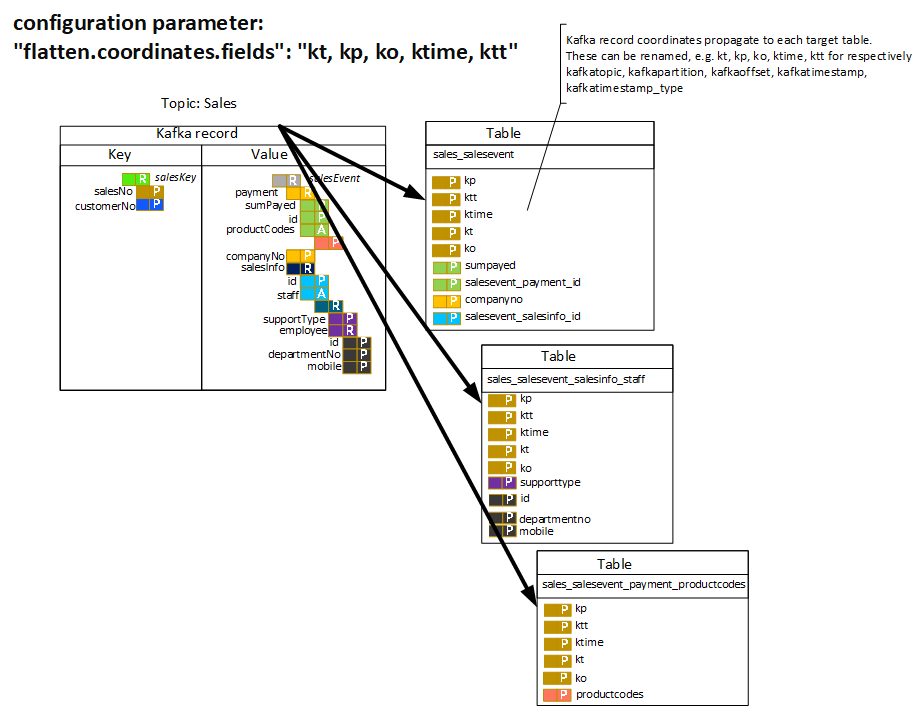 configuration parameter:
"flatten.coordinates.fields": "kt, kp, ko, ktime, ktt"
Kafka record coordinates propagate to each target table.
These can be renamed, e.g. kt, kp, ko, ktime, ktt for respectively
kafkatopic, kafkapartition, kafkaoffset, kafkatimestamp,
kafkatimestamp_type
Topic: Sales
Kafka record
Key
Value
R salesKey
salesNo P
customerNo P
R salesEvent
payment R
sumPayed P
id P
productCodes A
P
companyNo P
salesInfo R
id P
staff A
R
supportType P
employee R
id P
departmentNo P
mobile P
Table
sales_salesevent
P kp
P ktt
P ktime
P kt
P ko
P sumpayed
P salesevent_payment_id
P companyno
P salesevent_salesinfo_id
Table
sales_salesevent_salesinfo_staff
P kp
P ktt
P ktime
P kt
P ko
P supporttype
P id
P departmentno
P mobile
Table
sales_salesevent_payment_productcodes
P kp
P ktt
P ktime
P kt
P ko
P productcodes